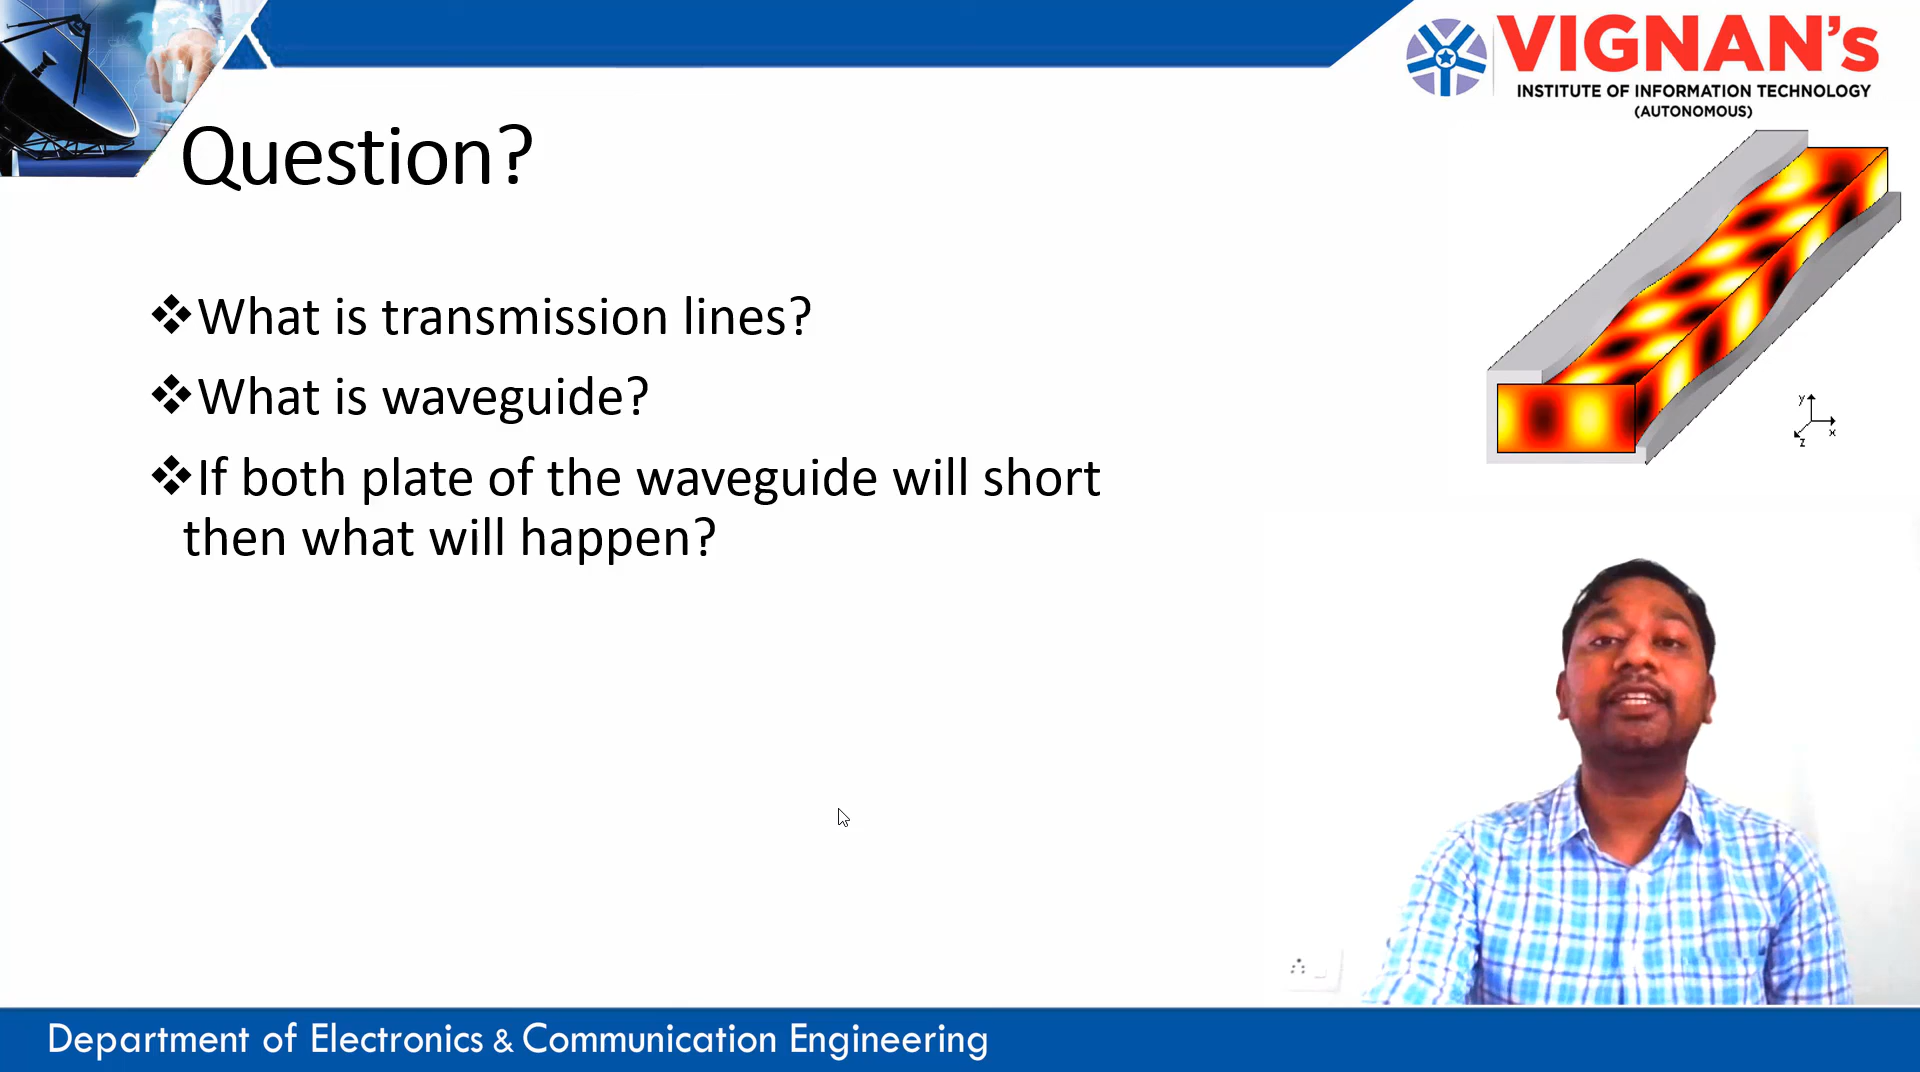 VIGNAN's
INSTITUTE OF INFORMATION TECHNOLOGY
(AUTONOMOUS)
Question?
❖What is transmission lines?
❖What is waveguide?
❖If both plate of the waveguide will short
then what will happen?
y
x
z
Department of Electronics & Communication Engineering